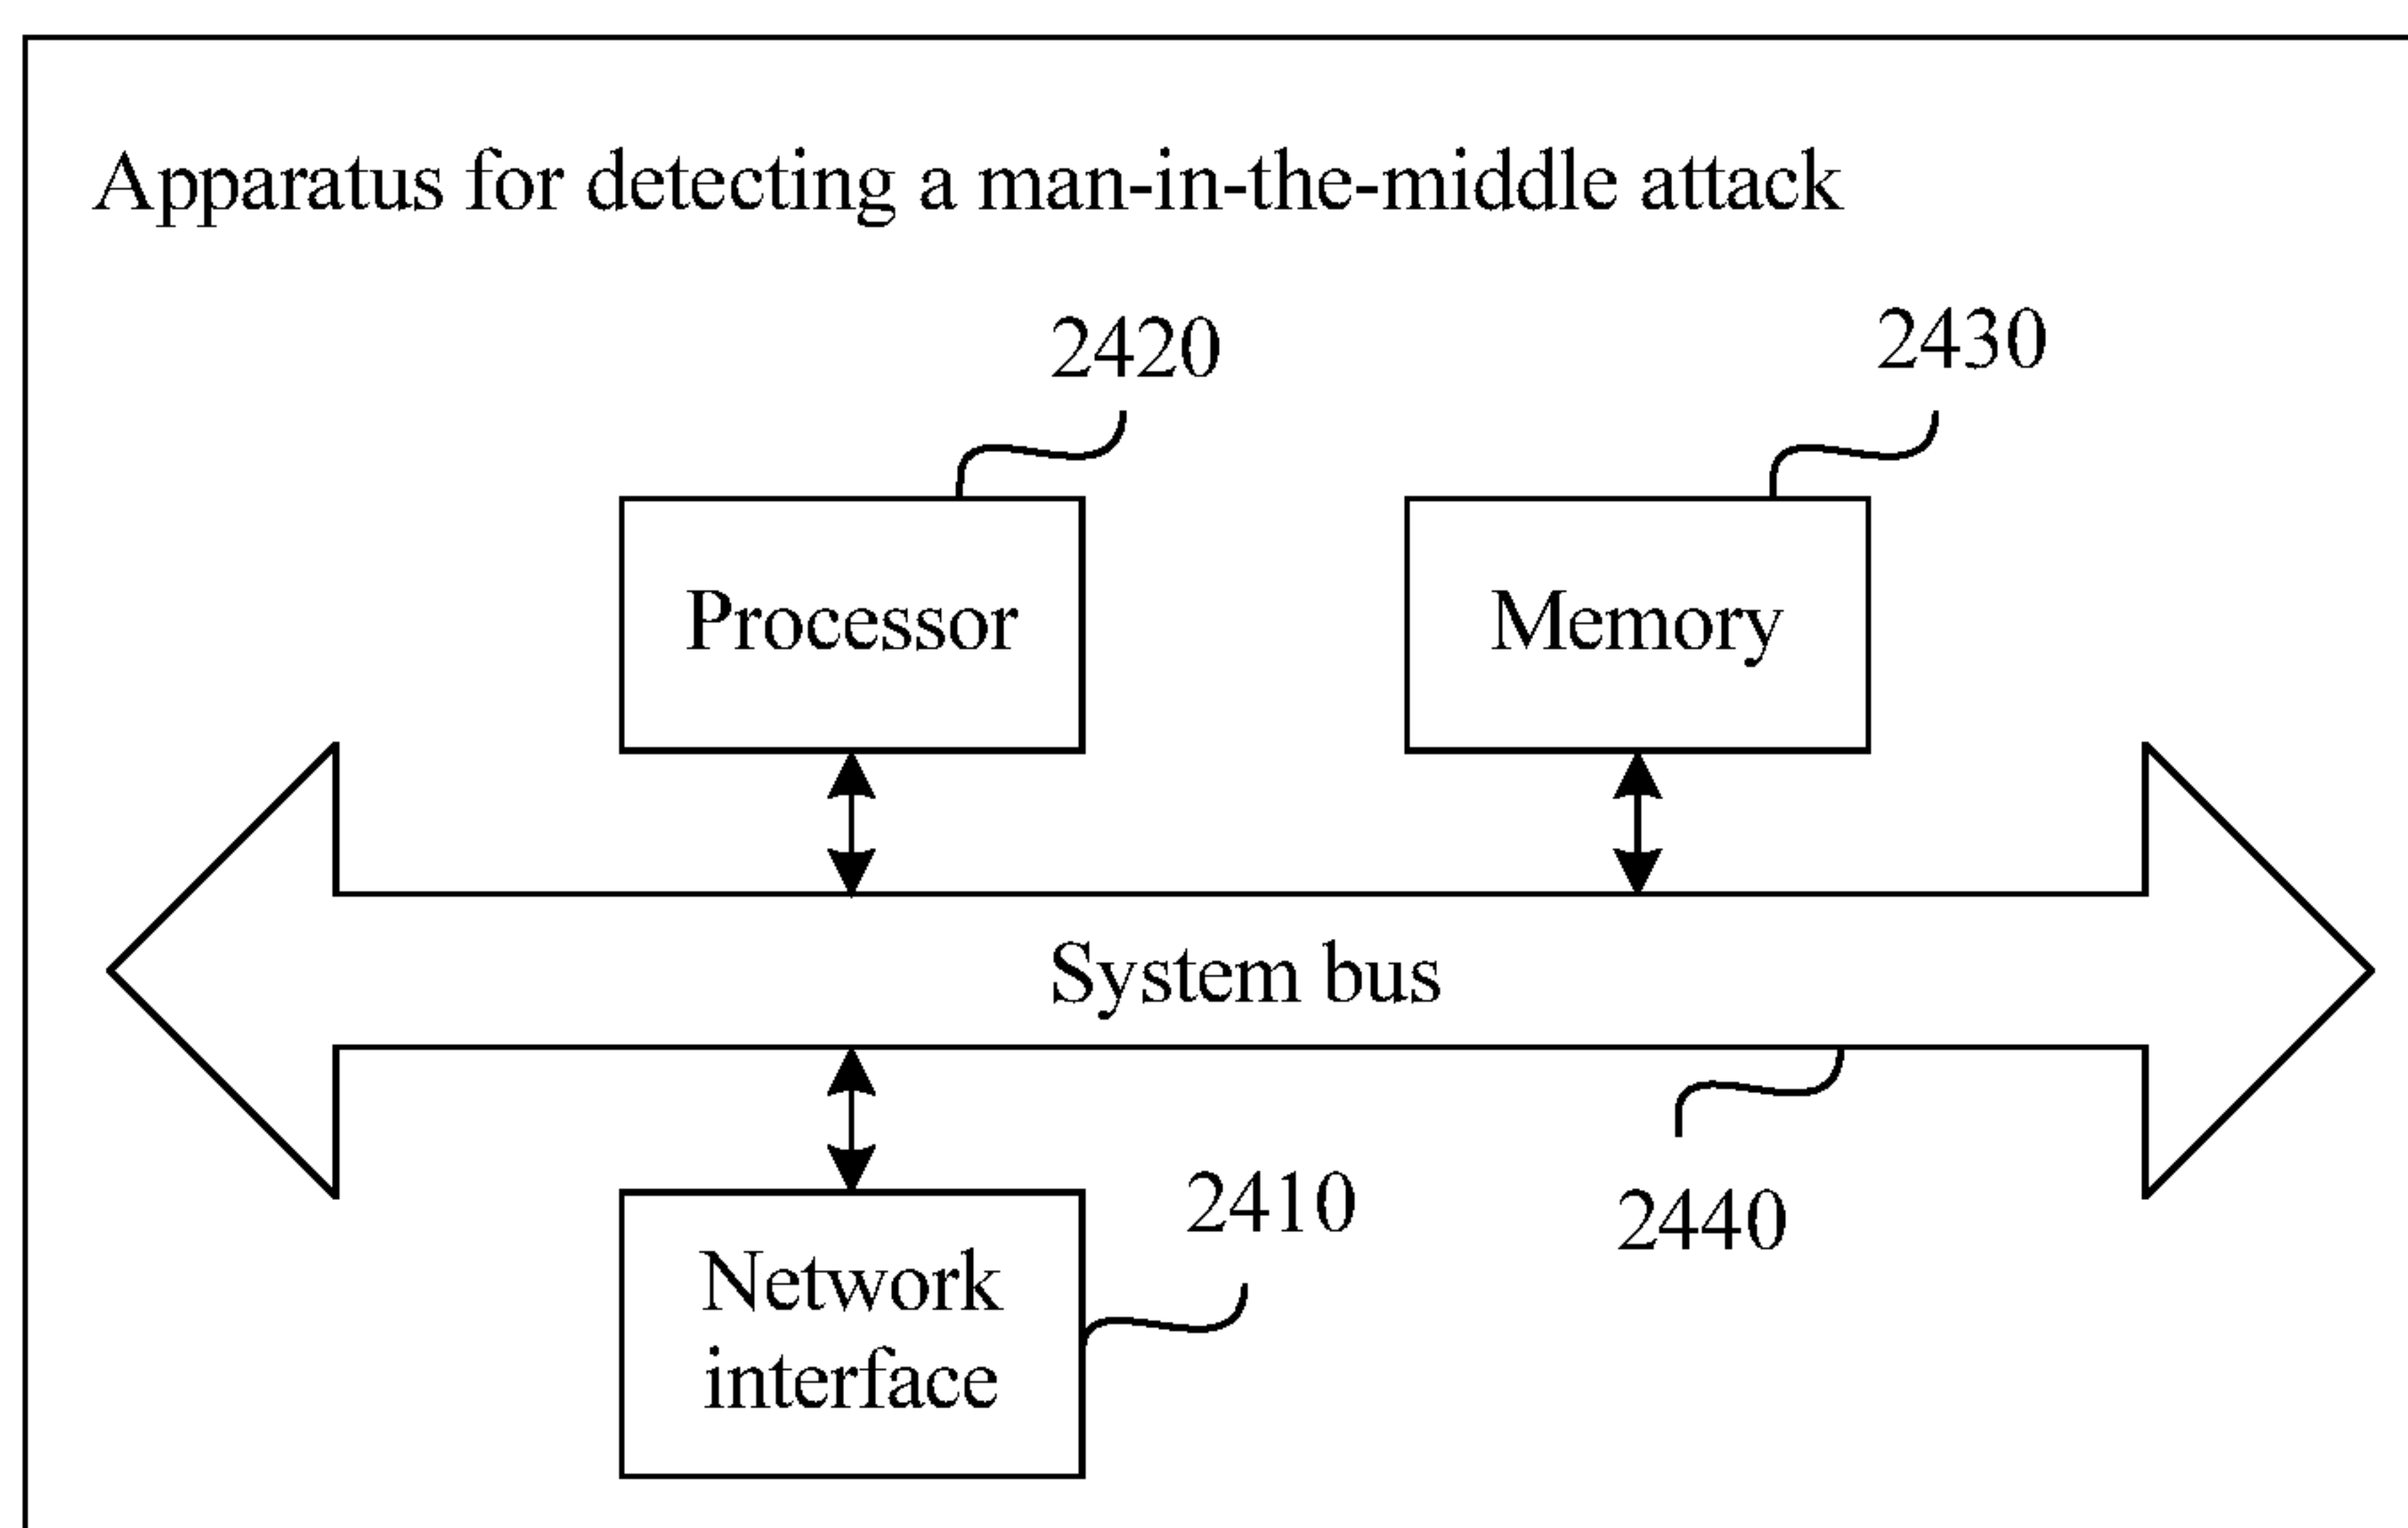 Apparatus for detecting a man-in-the-middle attack
2420
2430
Processor
Memory
System bus
2410
2440
Network
interface